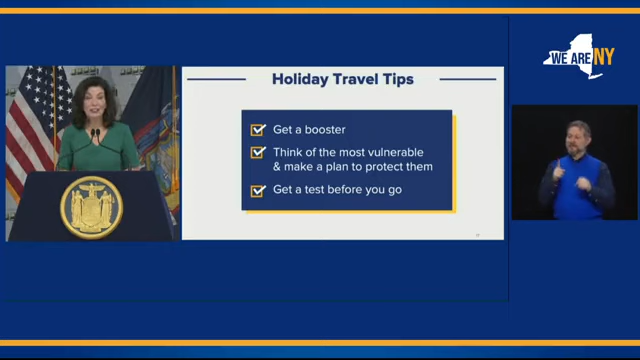 WE ARE NY
Holiday Travel Tips
Get a booster
Think of the most vulnerable
& make a plan to protect them
Get a test before you go